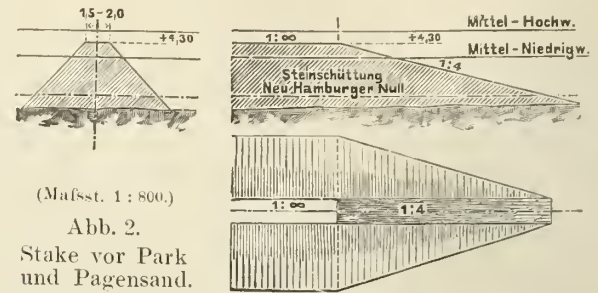 1,5-2,0
+4,30
1:∞
+4,30
Mittel-Hochw.
Mittel-Niedrigw.
1:4
Steinschüttung
Neu-Hamburger Null
1:∞
1:4
(Mafsst. 1 : 800.)
Abb. 2.
Stake vor Park
und Pagensand.